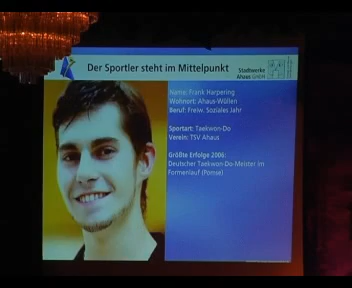 Der Sportler steht im Mittelpunkt
Stadtwerke
Ahaus GmbH
Name: Frank Harpering
Wohnort: Ahaus-Wüllen
Beruf: Freiw. Soziales Jahr
Sportart: Taekwon-Do
Verein: TSV Ahaus
Größte Erfolge 2006:
Deutscher Taekwon-Do-Meister im
Formenlauf (Pomse)